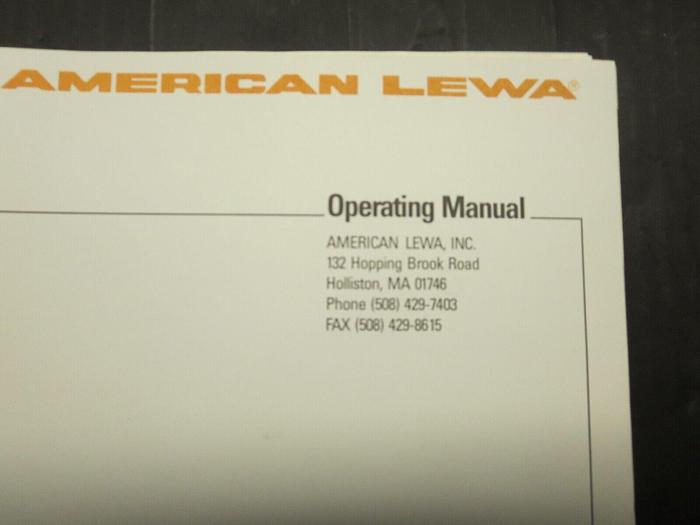 AMERICAN LEWA®
Operating Manual
AMERICAN LEWA, INC.
132 Hopping Brook Road
Holliston, MA 01746
Phone (508) 429-7403
FAX (508) 429-8615